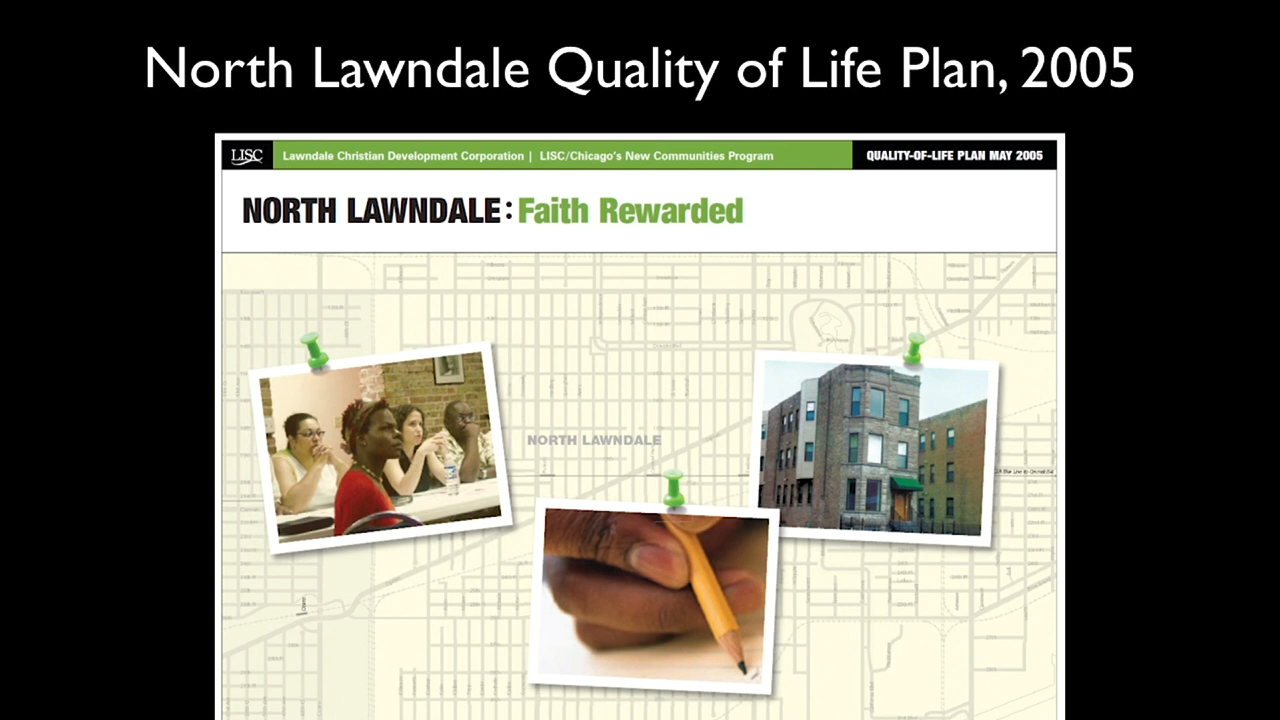 North Lawndale Quality of Life Plan, 2005
LISC Lawndale Christian Development Corporation | LISC/Chicago's New Communities Program QUALITY-OF-LIFE PLAN MAY 2005
NORTH LAWNDALE: Faith Rewarded
NORTH LAWNDALE